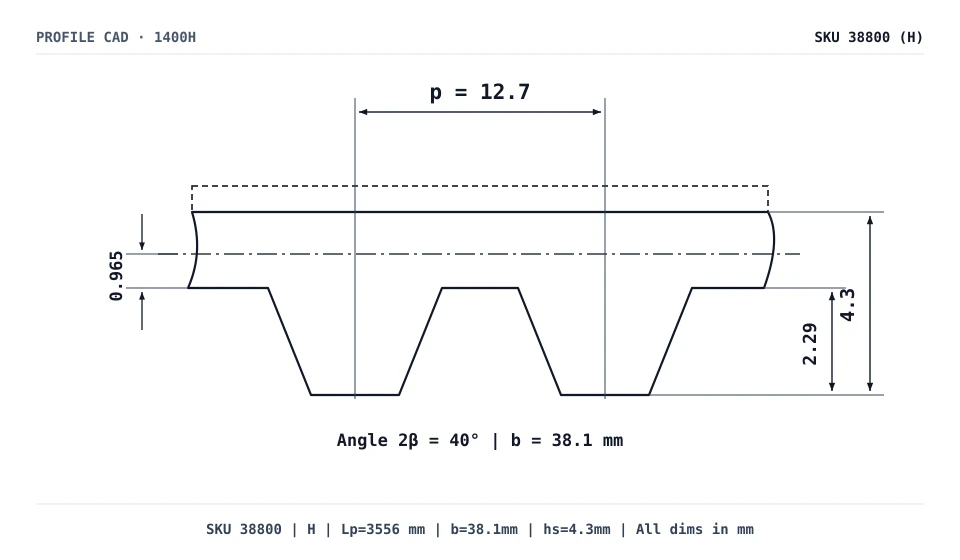 PROFILE CAD · 1400H
SKU 38800 (H)
p = 12.7
0.965
4.3
2.29
Angle 2β = 40° | b = 38.1 mm
SKU 38800 | H | Lp=3556 mm | b=38.1mm | hs=4.3mm | All dims in mm